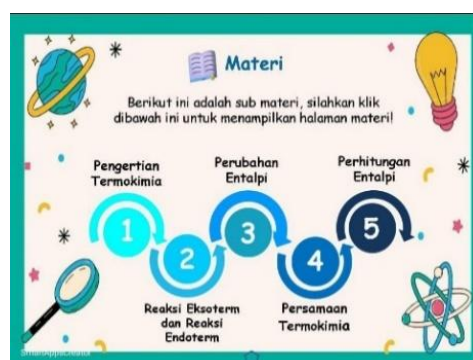 Materi
Berikut ini adalah sub materi, silahkan klik
dibawah ini untuk menampilkan halaman materi!
Pengertian
Termokimia
Perubahan
Entalpi
Perhitungan
Entalpi
1
2
3
4
5
Reaksi Eksoterm
dan Reaksi
Endoterm
Persamaan
Termokimia
SmartAppsCreator